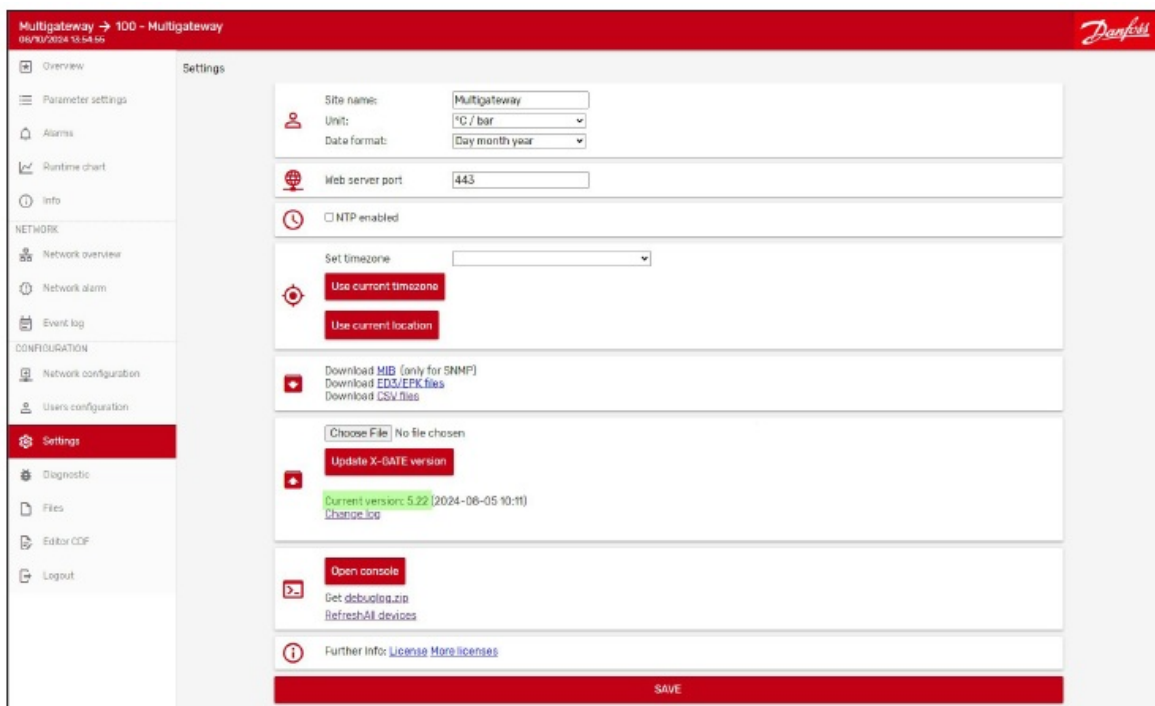 Multigateway → 100 - Multigateway
06/10/2024 13:54:55
Danfoss
Overview
Parameter settings
Alarms
Runtime chart
Info
NETWORK
Network overview
Network alarm
Event log
CONFIGURATION
Network configuration
Users configuration
Settings
Diagnostic
Files
Editor CDF
Logout
Settings
Site name: Multigateway
Unit: °C / bar
Date format: Day month year
Web server port 443
NTP enabled
Set timezone
Use current timezone
Use current location
Download MIB (only for SNMP)
Download ED3/EPK files
Download CSV files
Choose File No file chosen
Update X-GATE version
Current version: 5.22 (2024-06-05 10:11)
Change log
Open console
Get debuglog.zip
RefreshAll devices
Further info: License More licenses
SAVE